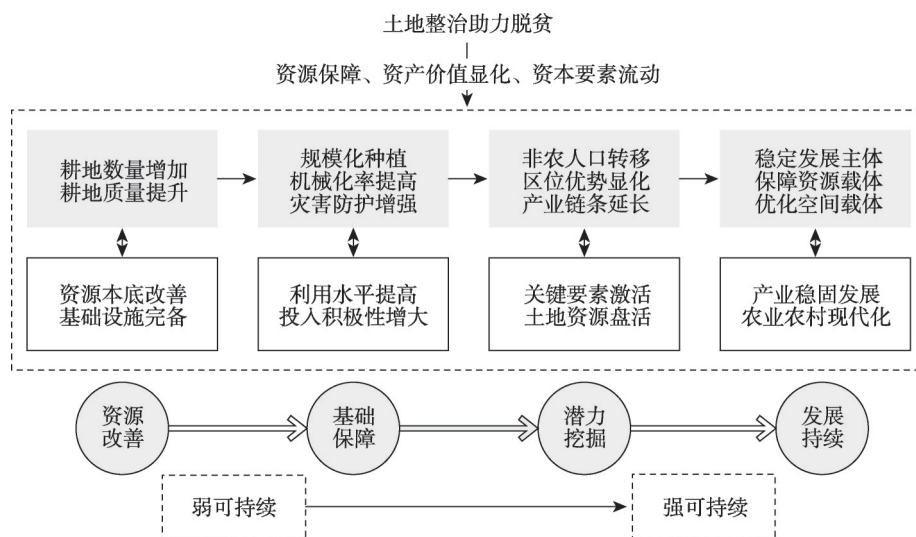 土地整治助力脱贫
资源保障、资产价值显化、资本要素流动
耕地数量增加
耕地质量提升
规模化种植
机械化率提高
灾害防护增强
非农人口转移
区位优势显化
产业链条延长
稳定发展主体
保障资源载体
优化空间载体
资源本底改善
基础设施完备
利用水平提高
投入积极性增大
关键要素激活
土地资源盘活
产业稳固发展
农业农村现代化
资源
改善
基础
保障
潜力
挖掘
发展
持续
弱可持续
强可持续